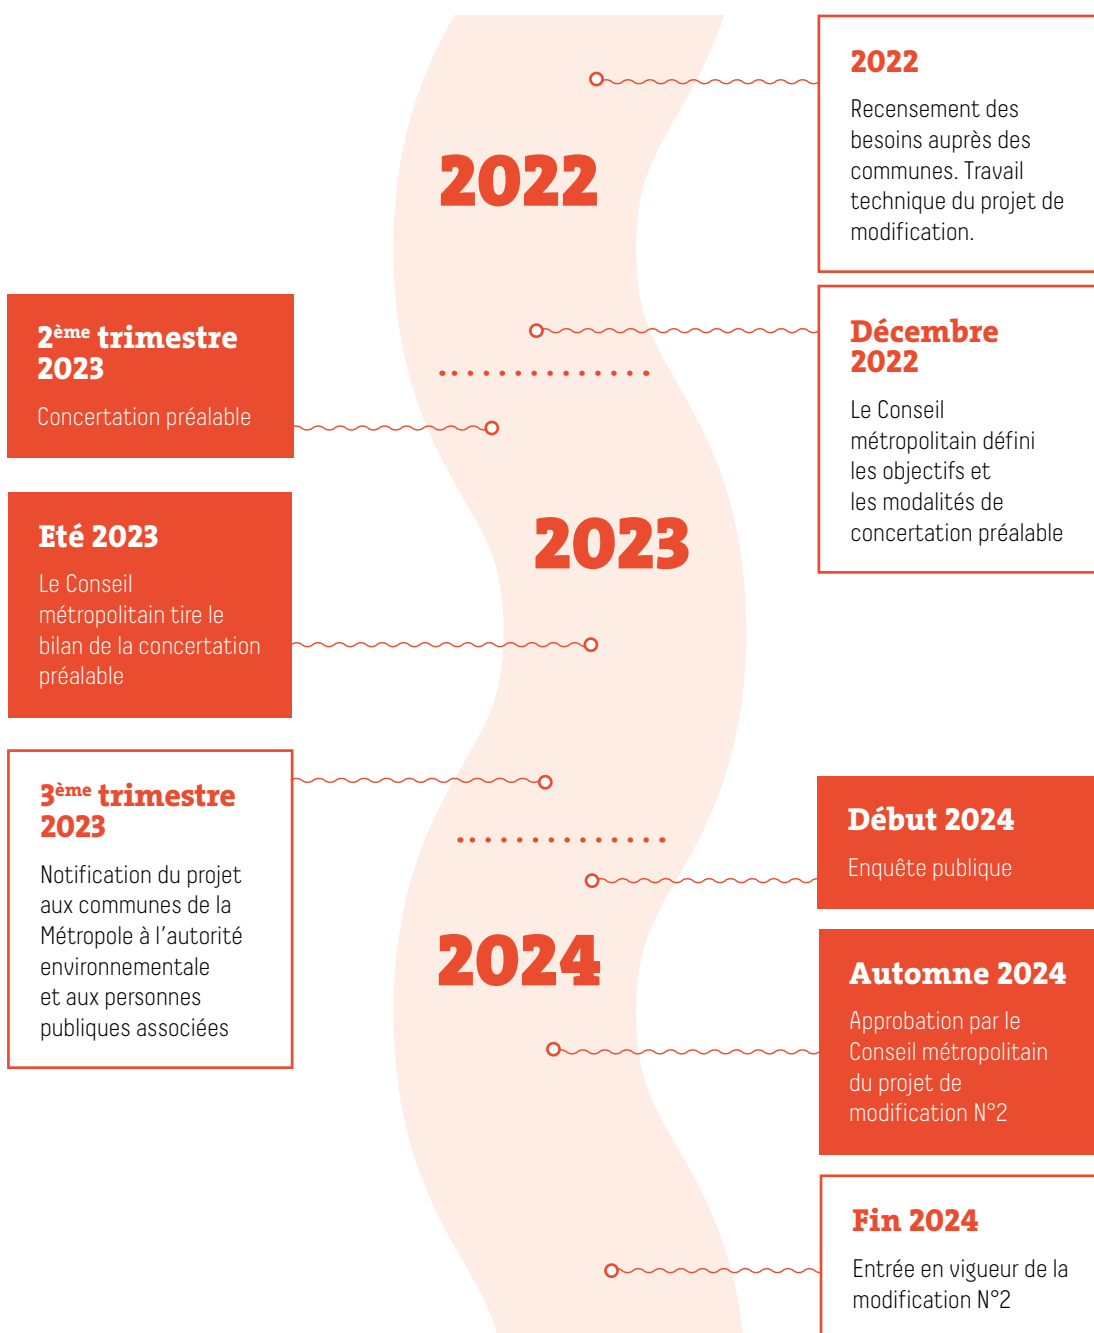 2022
Recensement des
besoins auprès des
communes. Travail
technique du projet de
modification.
2022
Décembre
2022
Le Conseil
métropolitain défini
les objectifs et
les modalités de
concertation préalable
2ème trimestre
2023
Concertation préalable
2023
Eté 2023
Le Conseil
métropolitain tire le
bilan de la concertation
préalable
3ème trimestre
2023
Notification du projet
aux communes de la
Métropole à l'autorité
environnementale
et aux personnes
publiques associées
Début 2024
Enquête publique
2024
Automne 2024
Approbation par le
Conseil métropolitain
du projet de
modification N°2
Fin 2024
Entrée en vigueur de la
modification N°2